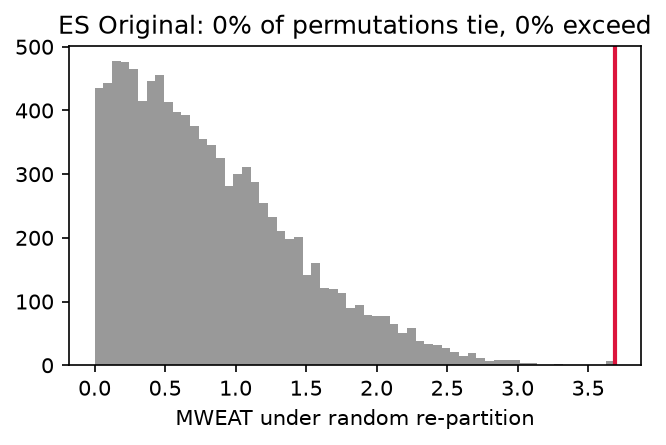 ES Original: 0% of permutations tie, 0% exceed
500
400
300
200
100
0
0.0 0.5 1.0 1.5 2.0 2.5 3.0 3.5
MWEAT under random re-partition